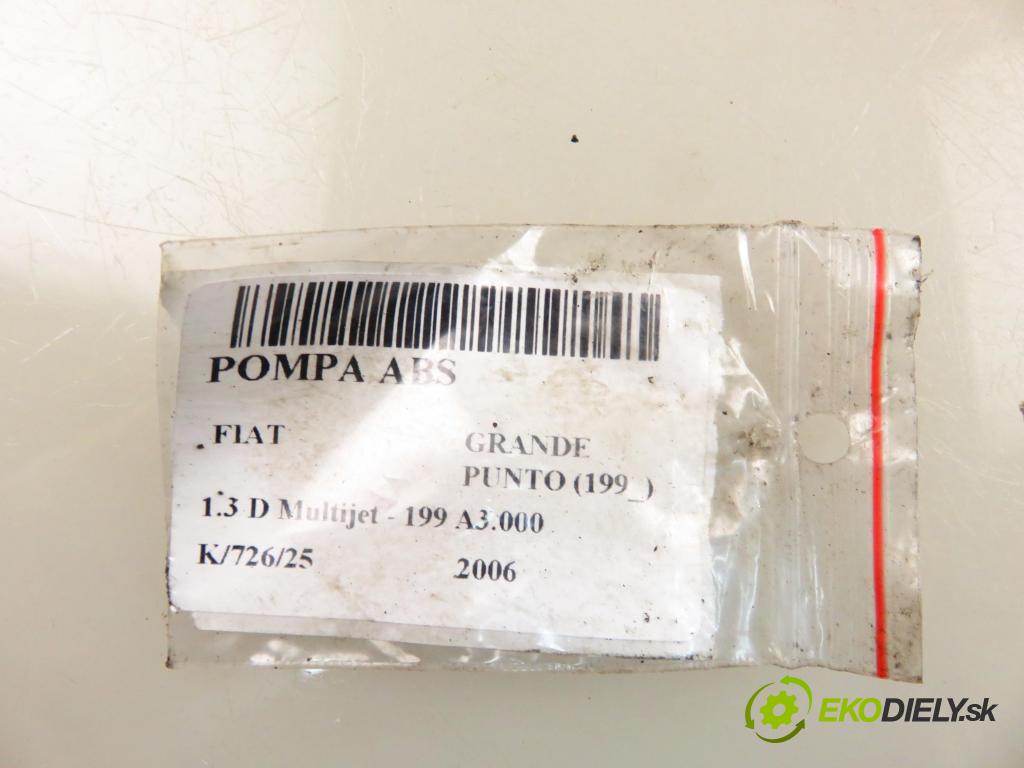 POMPA ABS
FIAT
GRANDE
PUNTO (199_)
1.3 D Multijet - 199 A3.000
K/726/25
2006
EKODIELY.sk